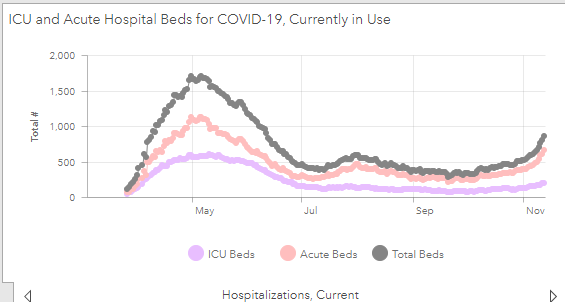 ICU and Acute Hospital Beds for COVID-19, Currently in Use
Total #
2,000
1,500
1,000
500
0
May
Jul
Sep
Nov
ICU Beds
Acute Beds
Total Beds
Hospitalizations, Current